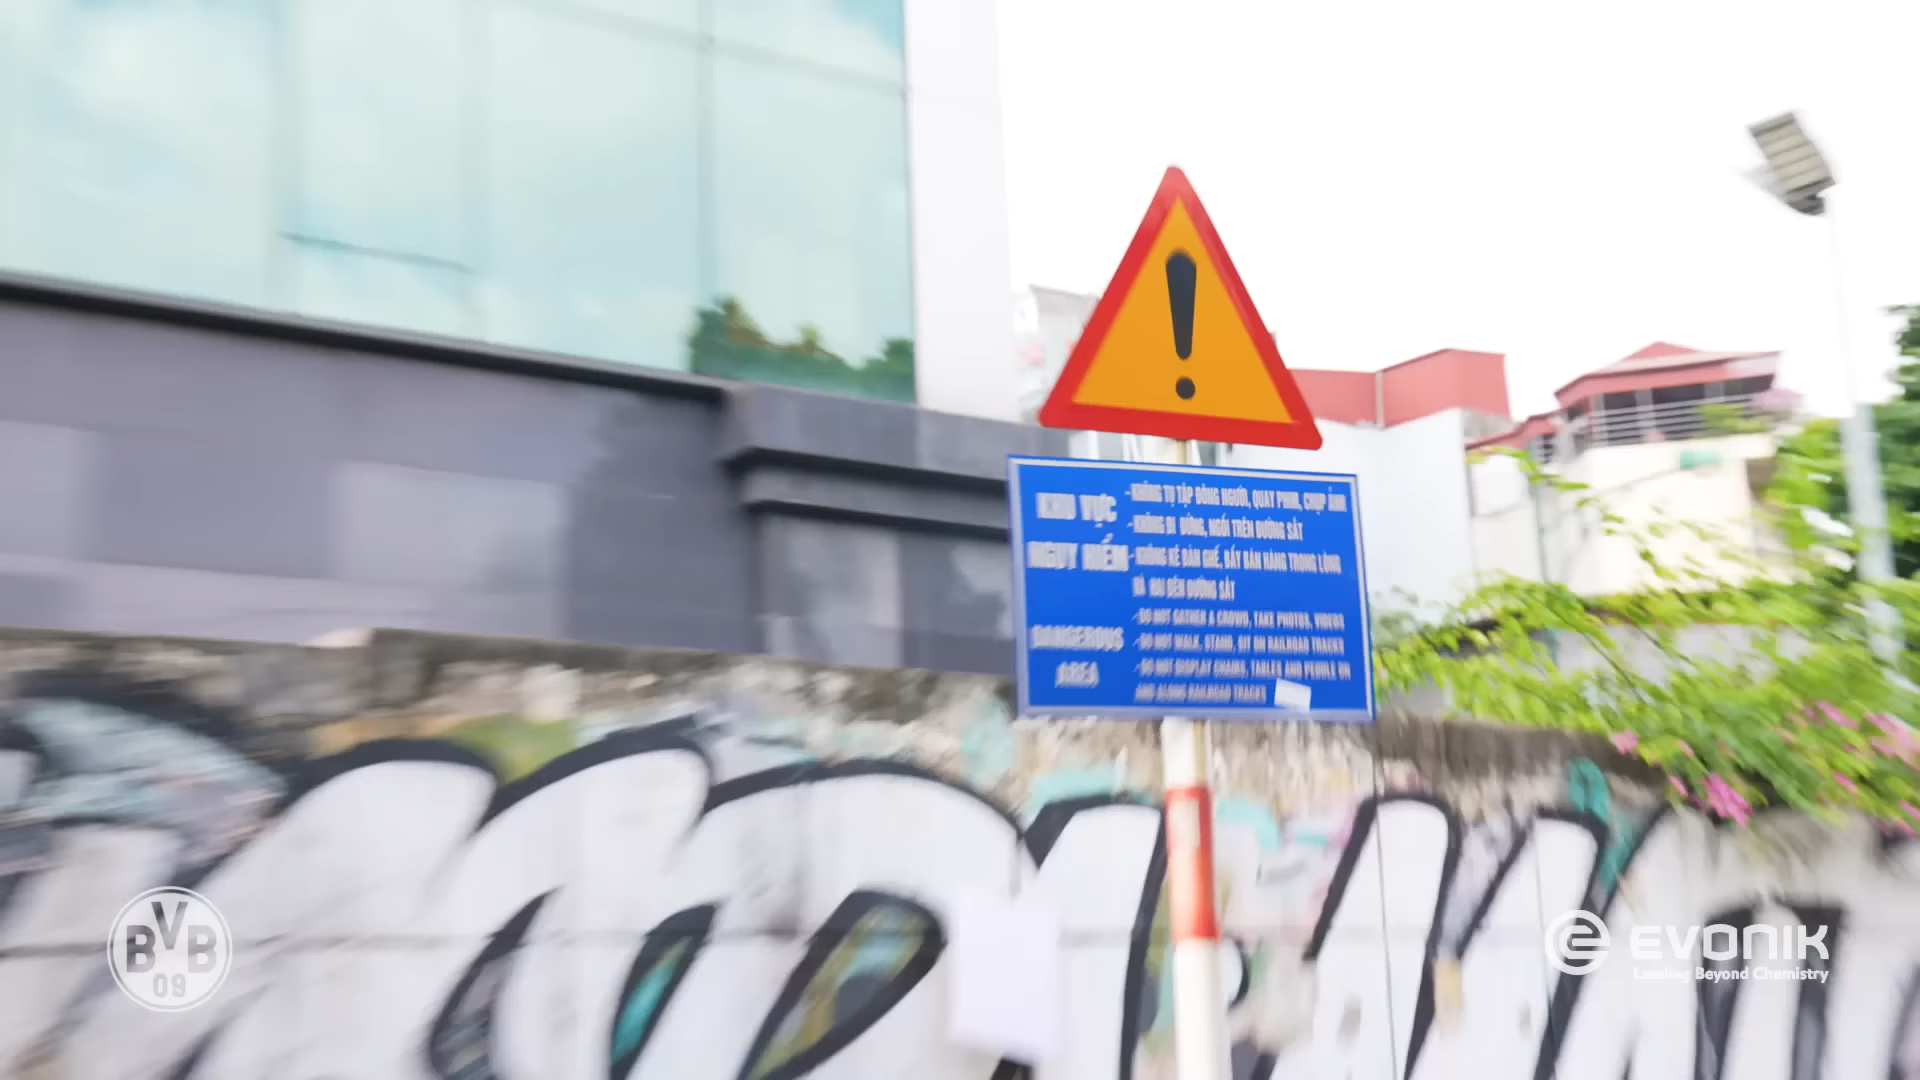 KHU VỰC
NGUY HIỂM
-KHÔNG TỤ TẬP ĐÔNG NGƯỜI, QUAY PHIM, CHỤP ẢNH
-KHÔNG ĐI ĐỨNG, NGỒI TRÊN ĐƯỜNG SẮT
-KHÔNG KÊ BÀN GHẾ, BẦY BÁN HÀNG TRONG LÒNG
VÀ HAI BÊN ĐƯỜNG SẮT
DANGEROUS
AREA
-DO NOT GATHER A CROWD, TAKE PHOTOS, VIDEOS
-DO NOT WALK, STAND, SIT ON RAILROAD TRACKS
-DO NOT DISPLAY CHAIRS, TABLES AND PEOPLE ON
AND ALONG RAILROAD TRACKS
BVB
09
EVONIK
Leading Beyond Chemistry